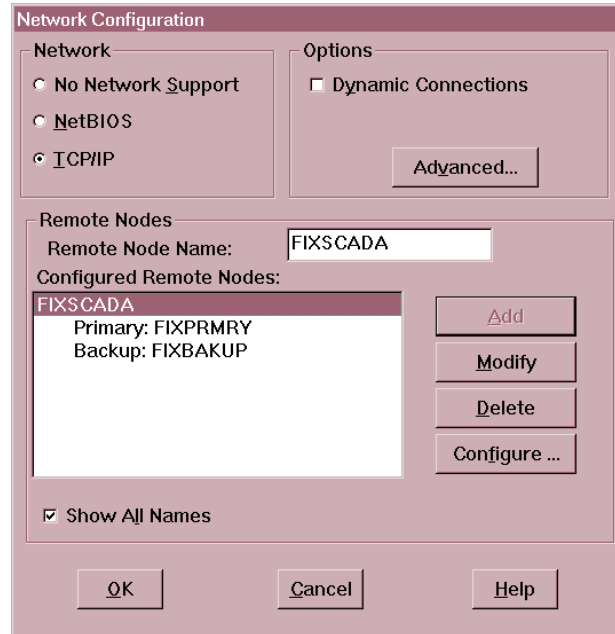 Network Configuration
Network
No Network Support
NetBIOS
TCP/IP
Options
Dynamic Connections
Advanced...
Remote Nodes
Remote Node Name: FIXSCADA
Configured Remote Nodes:
FIXSCADA
Primary: FIXPRMRY
Backup: FIXBAKUP
Add
Modify
Delete
Configure ...
Show All Names
OK Cancel Help